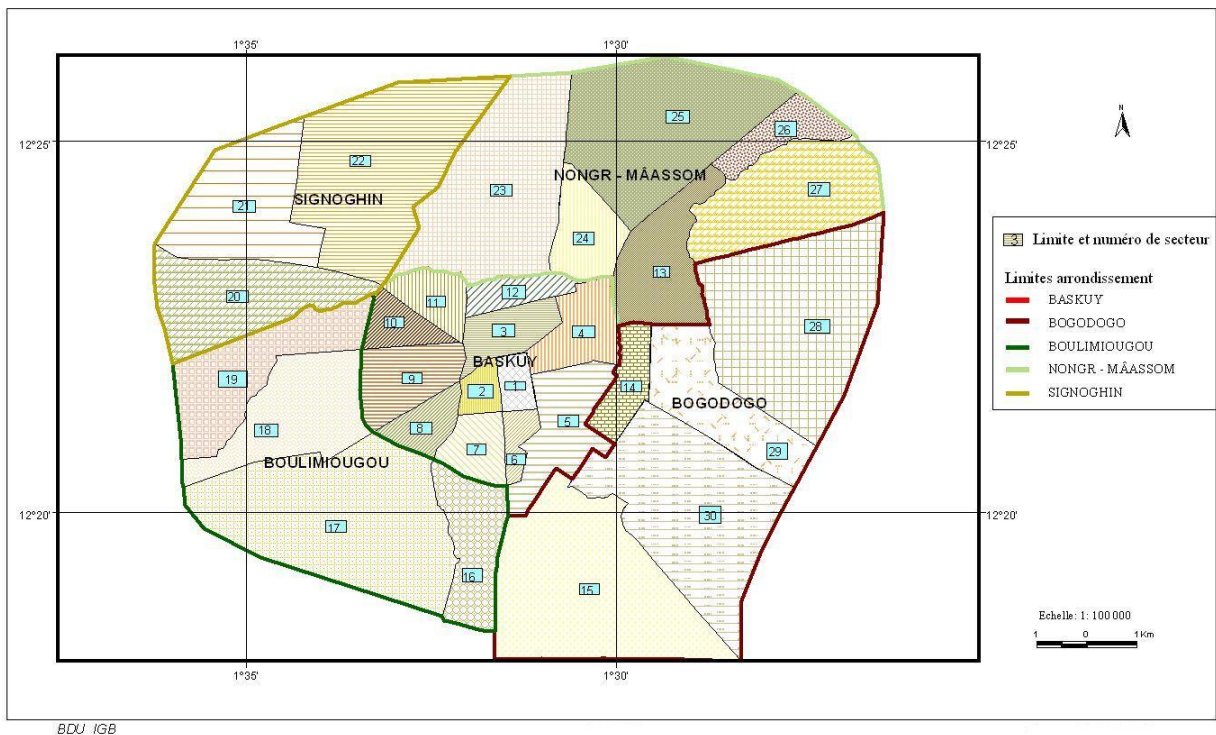 1°35'
1°30'
N
12°25'
12°25'
25
26
22
NONGR - MÂASSOM
23
27
SIGNOGHIN
21
24
13
20
12
11
10
3
4
28
BASKUY
19
9
1
14
2
BOGODOGO
5
8
18
7
29
6
BOULIMIOUGOU
12°20'
12°20'
30
17
16
15
1°35'
1°30'
3 Limite et numéro de secteur
Limites arrondissement
BASKUY
BOGODOGO
BOULIMIOUGOU
NONGR - MÂASSOM
SIGNOGHIN
Echelle: 1: 100 000
1 0 1 Km
BDU IGB